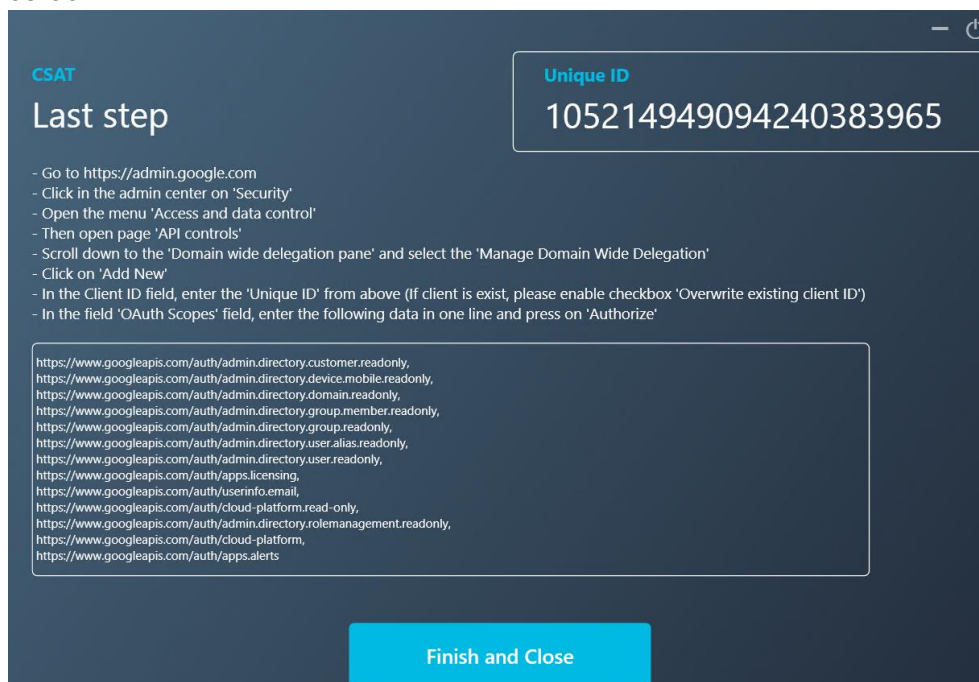 CSAT
Last step
Unique ID
105214949094240383965
- Go to https://admin.google.com
- Click in the admin center on 'Security'
- Open the menu 'Access and data control'
- Then open page 'API controls'
- Scroll down to the 'Domain wide delegation pane' and select the 'Manage Domain Wide Delegation'
- Click on 'Add New'
- In the Client ID field, enter the 'Unique ID' from above (If client is exist, please enable checkbox 'Overwrite existing client ID')
- In the field 'OAuth Scopes' field, enter the following data in one line and press on 'Authorize'
https://www.googleapis.com/auth/admin.directory.customer.readonly,
https://www.googleapis.com/auth/admin.directory.device.mobile.readonly,
https://www.googleapis.com/auth/admin.directory.domain.readonly,
https://www.googleapis.com/auth/admin.directory.group.member.readonly,
https://www.googleapis.com/auth/admin.directory.group.readonly,
https://www.googleapis.com/auth/admin.directory.user.alias.readonly,
https://www.googleapis.com/auth/admin.directory.user.readonly,
https://www.googleapis.com/auth/apps.licensing,
https://www.googleapis.com/auth/userinfo.email,
https://www.googleapis.com/auth/cloud-platform.read-only,
https://www.googleapis.com/auth/admin.directory.rolemanagement.readonly,
https://www.googleapis.com/auth/cloud-platform,
https://www.googleapis.com/auth/apps.alerts
Finish and Close